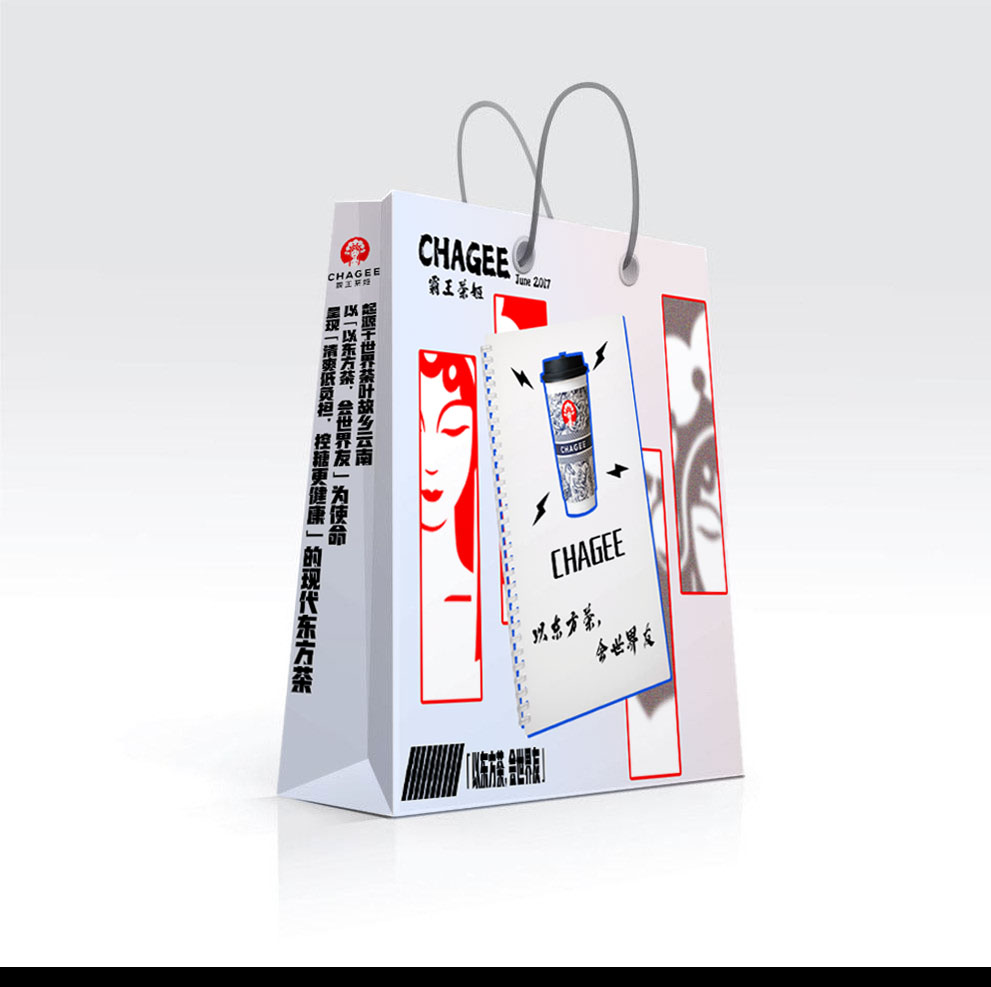 CHAGEE
霸王茶姬
起源于世界茶叶故乡云南
以「以东方茶，会世界友」为使命
呈现「清爽低负担，控糖更健康」的现代东方茶
CHAGEE
霸王茶姬
June 2017
CHAGEE
CHAGEE
以东方茶，
会世界友
「以东方茶，会世界友」